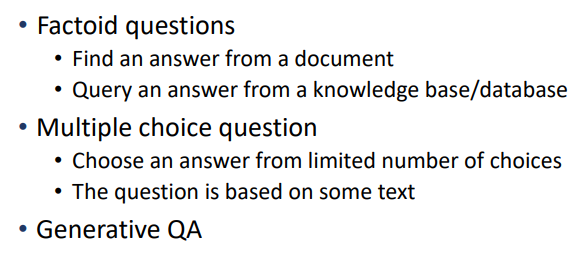 • Factoid questions
• Find an answer from a document
• Query an answer from a knowledge base/database
• Multiple choice question
• Choose an answer from limited number of choices
• The question is based on some text
• Generative QA